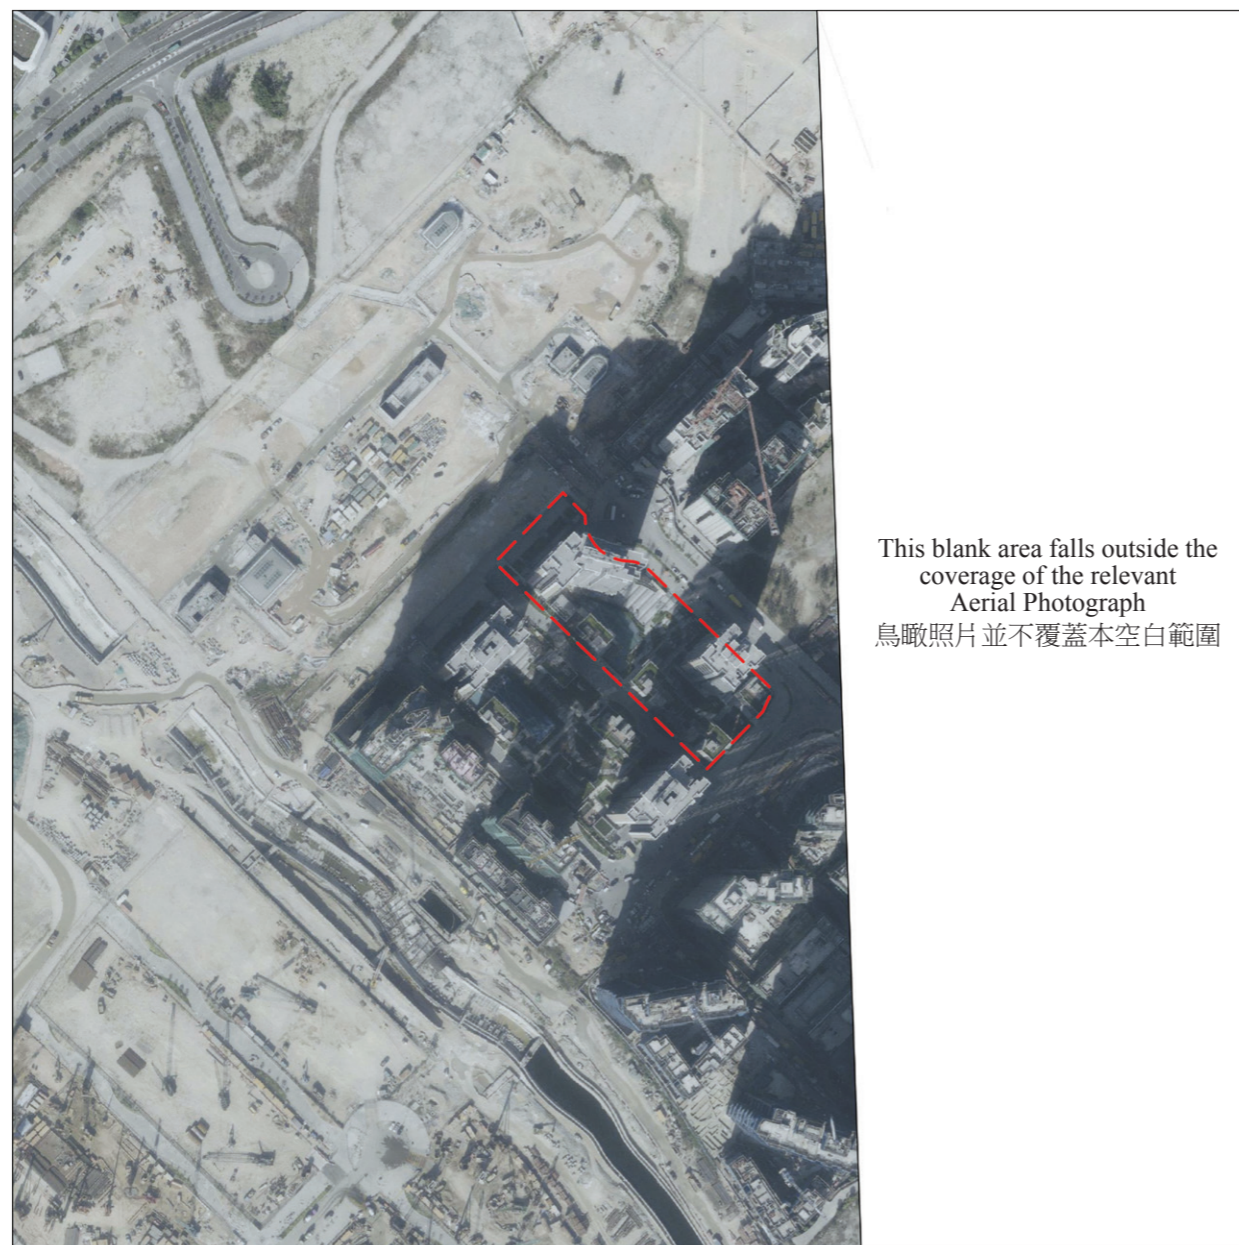 This blank area falls outside the
coverage of the relevant
Aerial Photograph
鳥瞰照片並不覆蓋本空白範圍